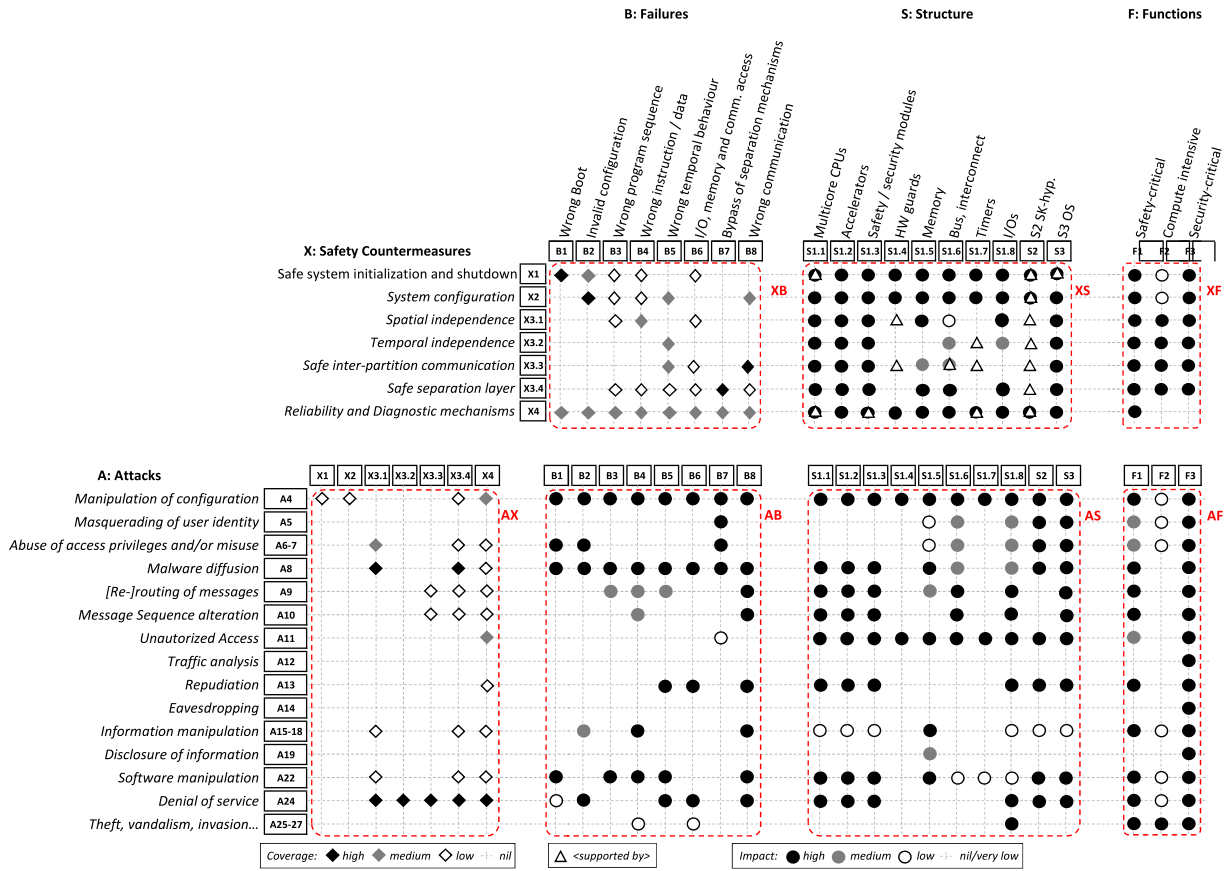 B: Failures S: Structure F: Functions
Wrong Boot
Invalid configuration
Wrong program sequence
Wrong instruction / data
Wrong temporal behaviour
I/O, memory and comm. access
Bypass of separation mechanisms
Wrong communication
Multicore CPUs
Accelerators
Safety / security modules
HW guards
Memory
Bus, interconnect
Timers
I/Os
S2 SK-hyp.
S3 OS
Safety-critical
Compute intensive
Security-critical
X: Safety Countermeasures B1 B2 B3 B4 B5 B6 B7 B8 S1.1 S1.2 S1.3 S1.4 S1.5 S1.6 S1.7 S1.8 S2 S3 F1 F2 F3
Safe system initialization and shutdown X1
System configuration X2 XB XS XF
Spatial independence X3.1
Temporal independence X3.2
Safe inter-partition communication X3.3
Safe separation layer X3.4
Reliability and Diagnostic mechanisms X4
A: Attacks X1 X2 X3.1 X3.2 X3.3 X3.4 X4 B1 B2 B3 B4 B5 B6 B7 B8 S1.1 S1.2 S1.3 S1.4 S1.5 S1.6 S1.7 S1.8 S2 S3 F1 F2 F3
Manipulation of configuration A4
AX AB AS AF
Masquerading of user identity A5
Abuse of access privileges and/or misuse A6-7
Malware diffusion A8
[Re-]routing of messages A9
Message Sequence alteration A10
Unautorized Access A11
Traffic analysis A12
Repudiation A13
Eavesdropping A14
Information manipulation A15-18
Disclosure of information A19
Software manipulation A22
Denial of service A24
Theft, vandalism, invasion... A25-27
Coverage: high medium low nil <supported by> Impact: high medium low nil/very low